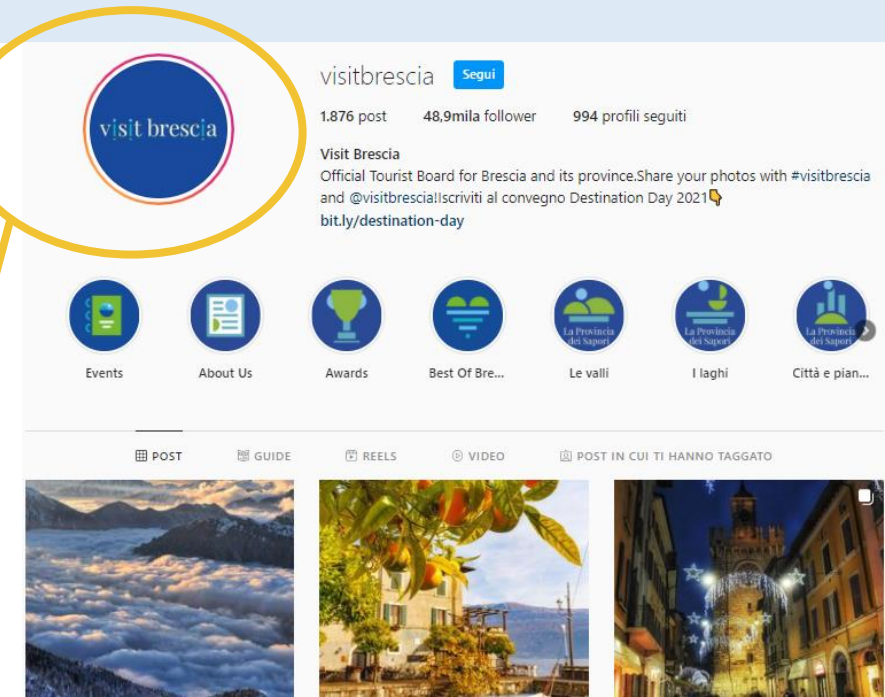 visit brescia
visitbrescia Segui
1.876 post 48,9mila follower 994 profili seguiti
Visit Brescia
Official Tourist Board for Brescia and its province.Share your photos with #visitbrescia
and @visitbrescia!Iscriviti al convegno Destination Day 2021👇
bit.ly/destination-day
La Provincia
dei Sapori
La Provincia
dei Sapori
La Provincia
dei Sapori
Events About Us Awards Best Of Bre... Le valli I laghi Città e pian...
POST GUIDE REELS VIDEO POST IN CUI TI HANNO TAGGATO